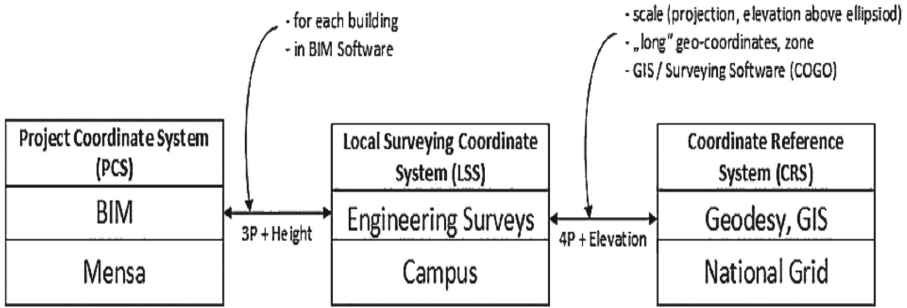 - for each building
- in BIM Software
- scale (projection, elevation above ellipsiod)
- „long“ geo-coordinates, zone
- GIS / Surveying Software (COGO)
Project Coordinate System
(PCS)
BIM
Mensa
3P + Height
Local Surveying Coordinate
System (LSS)
Engineering Surveys
Campus
4P + Elevation
Coordinate Reference
System (CRS)
Geodesy, GIS
National Grid